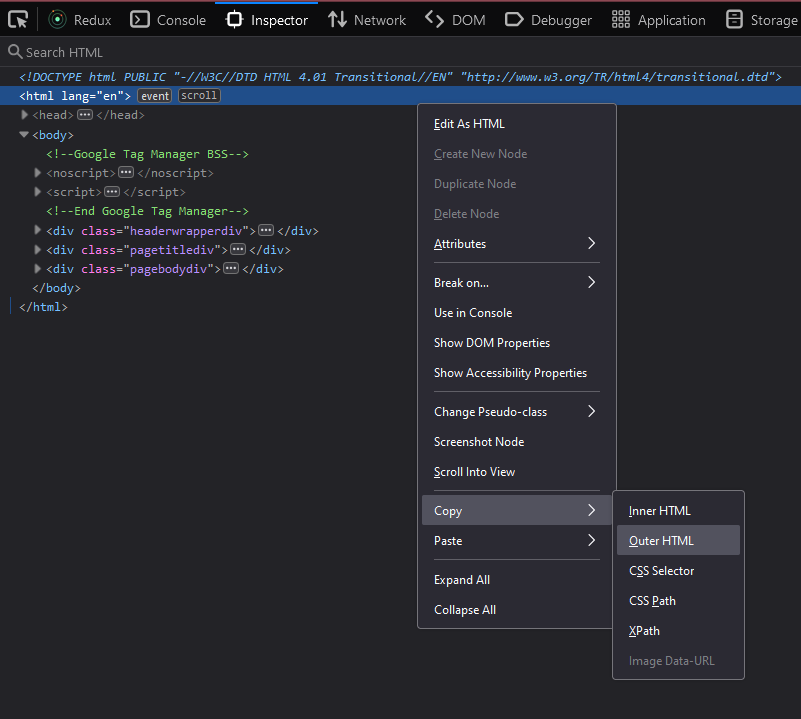 Redux Console Inspector Network DOM Debugger Application Storage
Search HTML
<!DOCTYPE html PUBLIC "-//W3C//DTD HTML 4.01 Transitional//EN" "http://www.w3.org/TR/html4/transitional.dtd">
<html lang="en"> event scroll
<head> ... </head>
<body>
<!--Google Tag Manager BSS-->
<noscript> ... </noscript>
<script> ... </script>
<!--End Google Tag Manager-->
<div class="headerwrapperdiv"> ... </div>
<div class="pagetitlediv"> ... </div>
<div class="pagebodydiv"> ... </div>
</body>
</html>
Edit As HTML
Create New Node
Duplicate Node
Delete Node
Attributes
Break on...
Use in Console
Show DOM Properties
Show Accessibility Properties
Change Pseudo-class
Screenshot Node
Scroll Into View
Copy
Paste
Expand All
Collapse All
Inner HTML
Outer HTML
CSS Selector
CSS Path
XPath
Image Data-URL